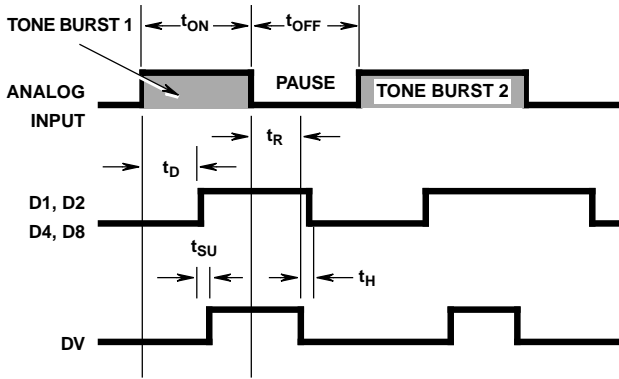 TONE BURST 1
tON
tOFF
ANALOG
INPUT
PAUSE
TONE BURST 2
tR
tD
D1, D2
D4, D8
tSU
tH
DV